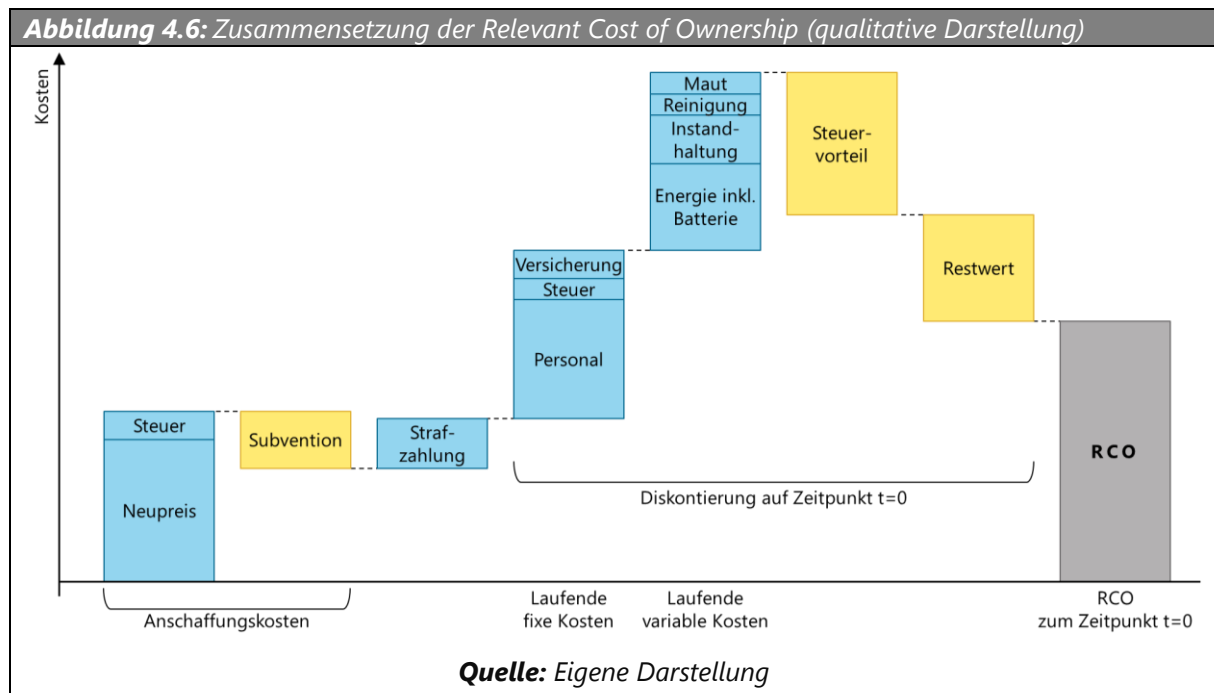 Abbildung 4.6: Zusammensetzung der Relevant Cost of Ownership (qualitative Darstellung)
Kosten
Maut
Reinigung
Instand-
haltung
Energie inkl.
Batterie
Steuer-
vorteil
Versicherung
Steuer
Personal
Restwert
Steuer
Neupreis
Subvention
Straf-
zahlung
RCO
Diskontierung auf Zeitpunkt t=0
Anschaffungskosten
Laufende
fixe Kosten
Laufende
variable Kosten
RCO
zum Zeitpunkt t=0
Quelle: Eigene Darstellung